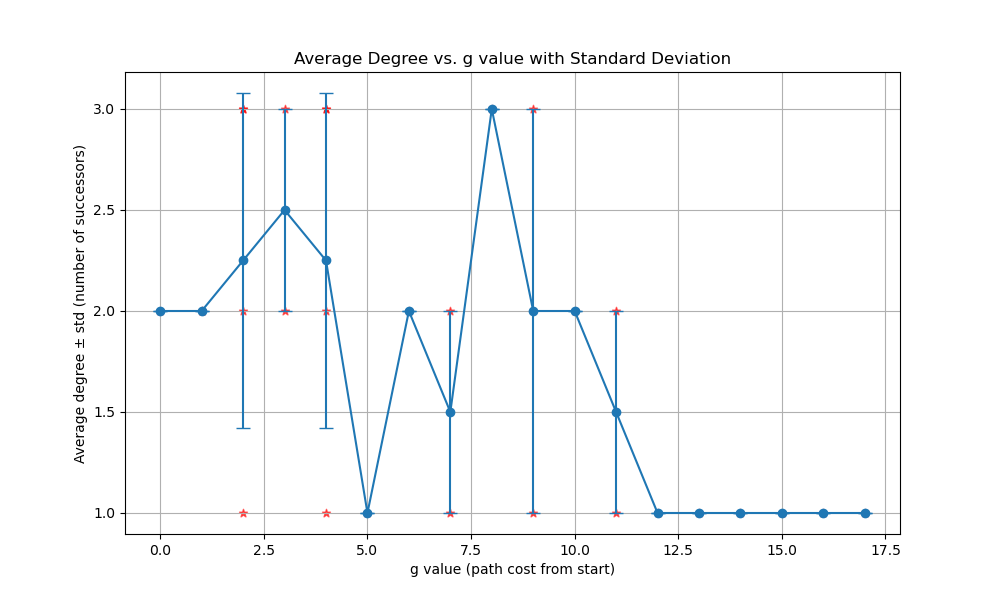 Average Degree vs. g value with Standard Deviation
3.0
2.5
2.0
1.5
1.0
Average degree ± std (number of successors)
0.0 2.5 5.0 7.5 10.0 12.5 15.0 17.5
g value (path cost from start)